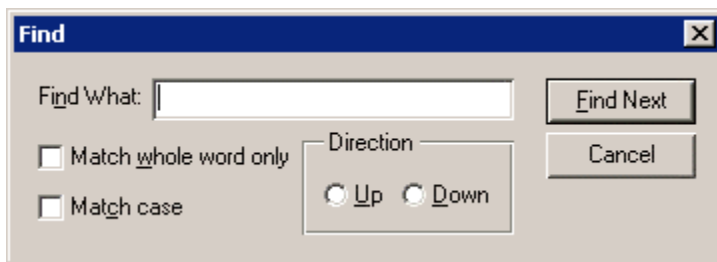 Find
Find What:
Find Next
Match whole word only
Direction
Cancel
Up
Down
Match case